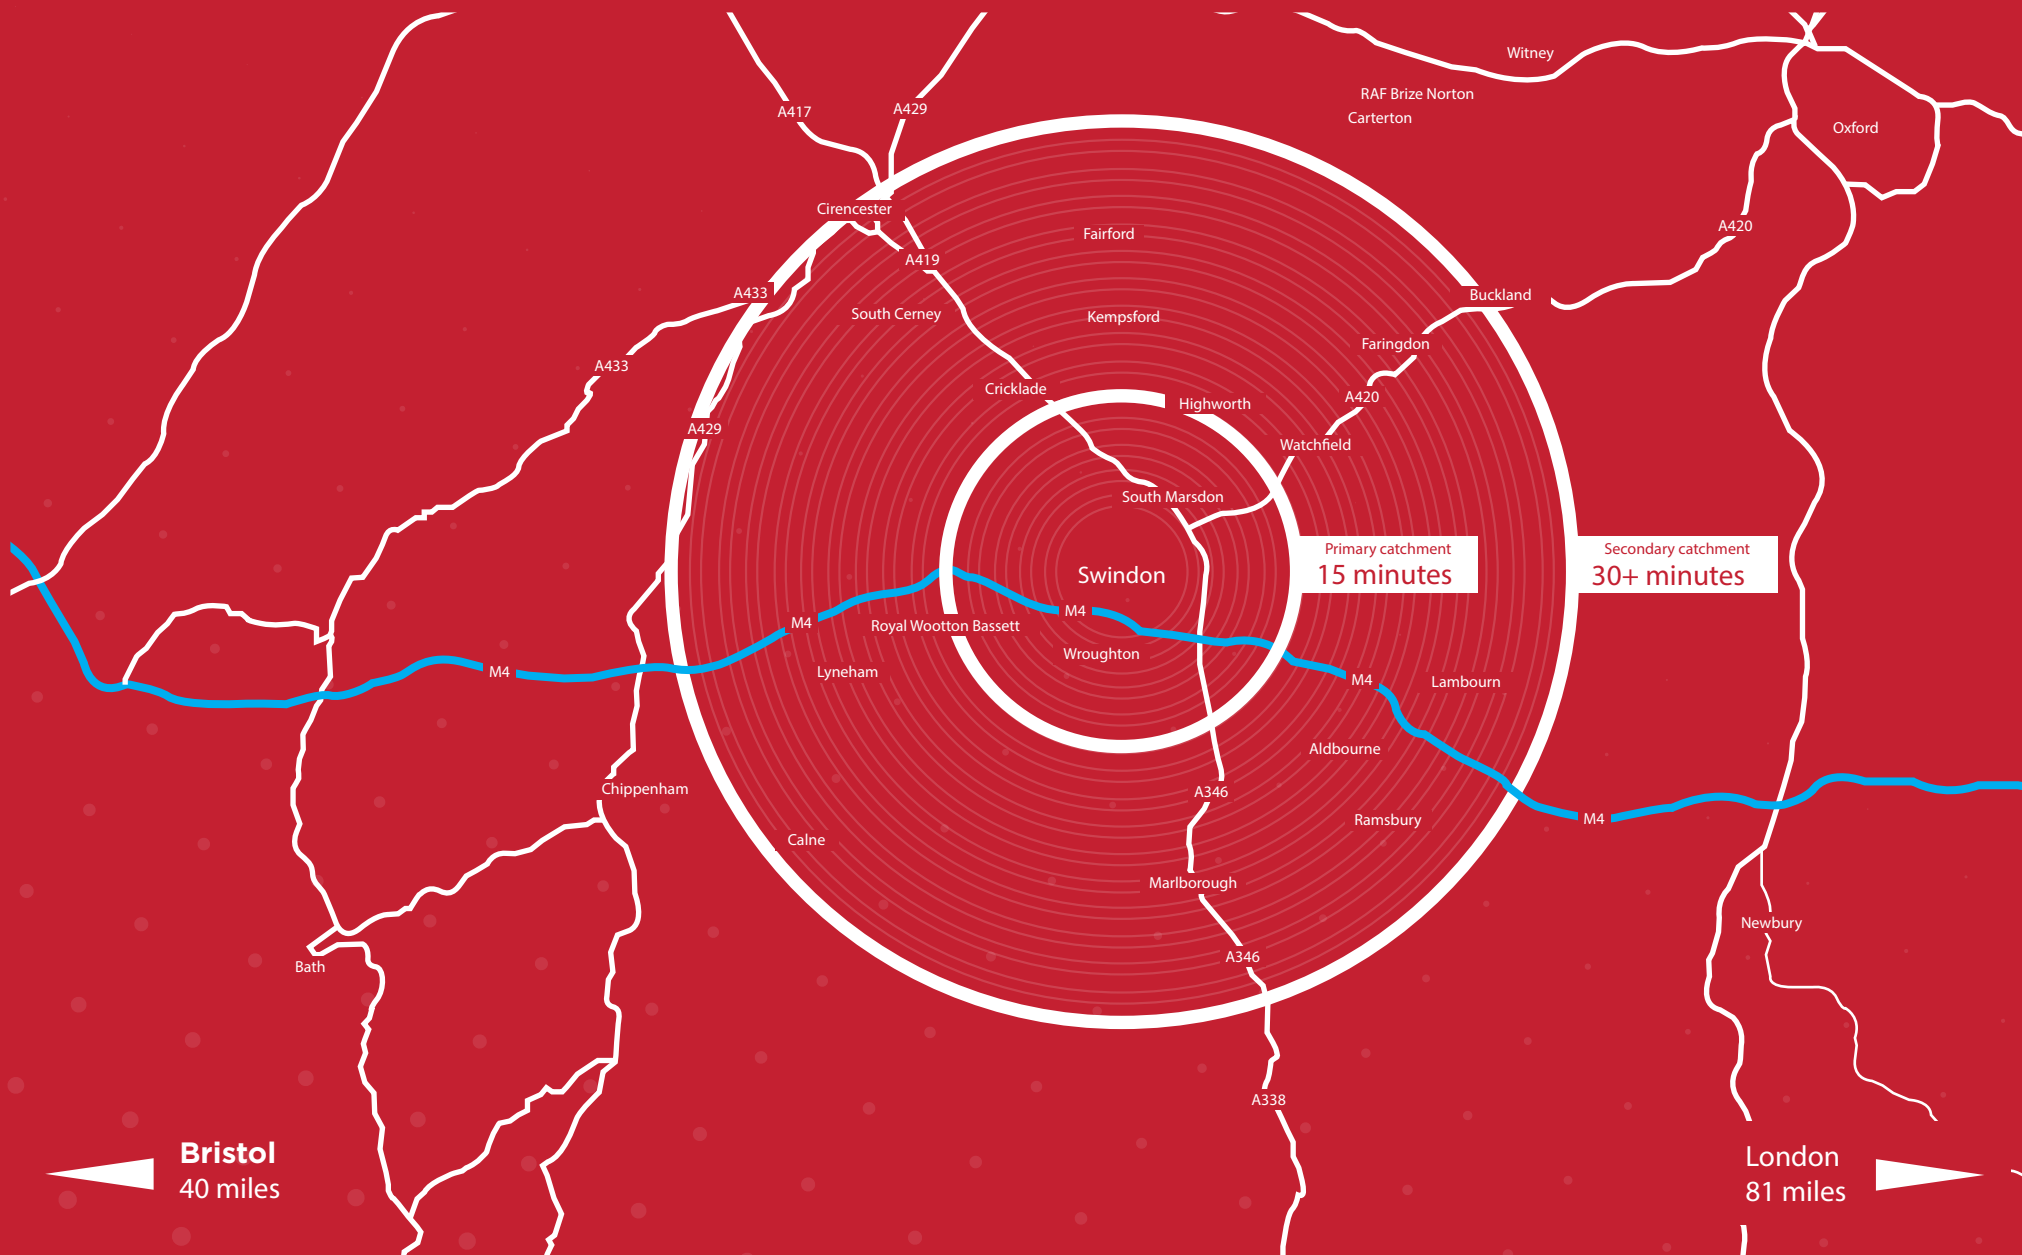 Witney
RAF Brize Norton
A417
A429
Carterton
Oxford
Cirencester
A420
Fairford
A419
A433
Buckland
South Cerney
Kempsford
Faringdon
A433
Cricklade
A420
Highworth
A429
Watchfield
South Marsdon
Primary catchment
15 minutes
Secondary catchment
30+ minutes
Swindon
M4
M4
Royal Wootton Bassett
Wroughton
M4
Lyneham
M4
Lambourn
Aldbourne
Chippenham
A346
M4
Ramsbury
Calne
Marlborough
Newbury
A346
Bath
A338
Bristol
40 miles
London
81 miles